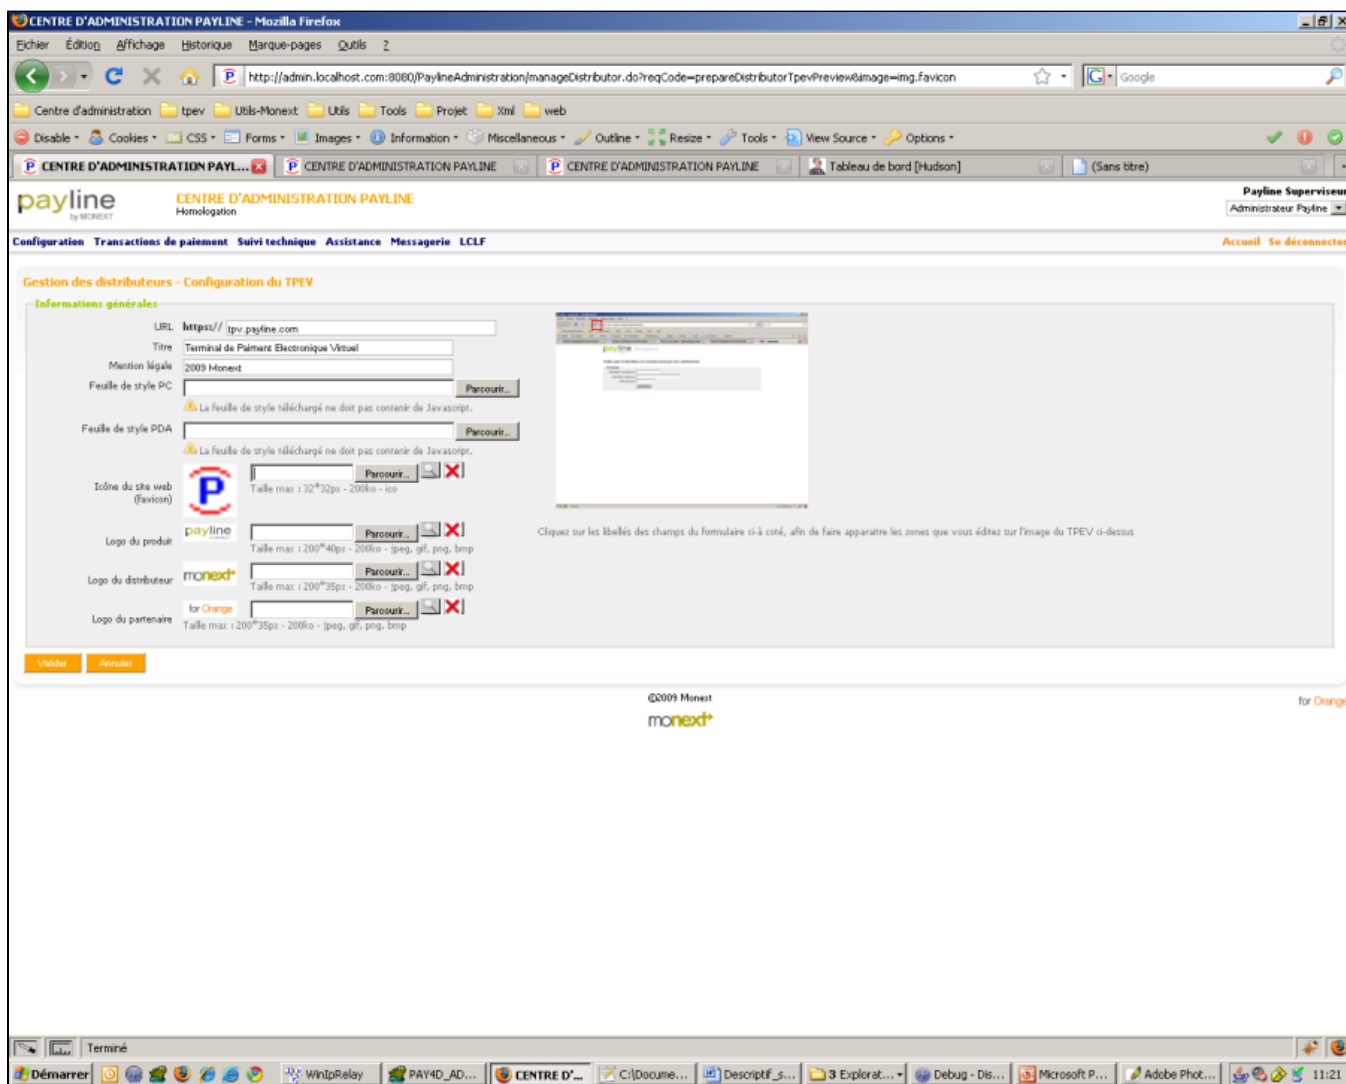 CENTRE D'ADMINISTRATION PAYLINE - Mozilla Firefox
Fichier Édition Affichage Historique Marque-pages Outils ?
http://admin.localhost.com:8080/PaylineAdministration/manageDistributor.do?reqCode=prepareDistributorTpevPreview&image=img.favicon Google
Centre d'administration tpev Utils-Monext Utils Tools Projet Xml web
Disable Cookies CSS Forms Images Information Miscellaneous Outline Resize Tools View Source Options
CENTRE D'ADMINISTRATION PAYL... CENTRE D'ADMINISTRATION PAYLINE CENTRE D'ADMINISTRATION PAYLINE Tableau de bord [Hudson] (Sans titre)
payline by MONEXT
CENTRE D'ADMINISTRATION PAYLINE
Homologation
Payline Superviseur
Administrateur Payline
Configuration Transactions de paiement Suivi technique Assistance Messagerie LCLF Accueil Se déconnecter
Gestion des distributeurs - Configuration du TPEV
Informations générales
URL https:// tpv.payline.com
Titre Terminal de Paiment Electronique Virtuel
Mention légale 2009 Monext
Feuille de style PC Parcourir...
La feuille de style téléchargé ne doit pas contenir de Javascript.
Feuille de style PDA Parcourir...
La feuille de style téléchargé ne doit pas contenir de Javascript.
Icône du site web (favicon) P Parcourir...
Taille max : 32*32px - 200ko - ico
Cliquez sur les libellés des champs du formulaire ci-à coté, afin de faire apparaitre les zones que vous éditez sur l'image du TPEV ci-dessus
Logo du produit payline Parcourir...
Taille max : 200*40px - 200ko - jpeg, gif, png, bmp
Logo du distributeur monext Parcourir...
Taille max : 200*35px - 200ko - jpeg, gif, png, bmp
Logo du partenaire for Orange Parcourir...
Taille max : 200*35px - 200ko - jpeg, gif, png, bmp
Valider Annuler
©2009 Monext
monext
for Orange
Terminé
Démarrer WinIpRelay PAY4D_AD... CENTRE D'... C:\Docume... Descriptif_s... 3 Explorat... Debug - Dis... Microsoft P... Adobe Phot... 11:21